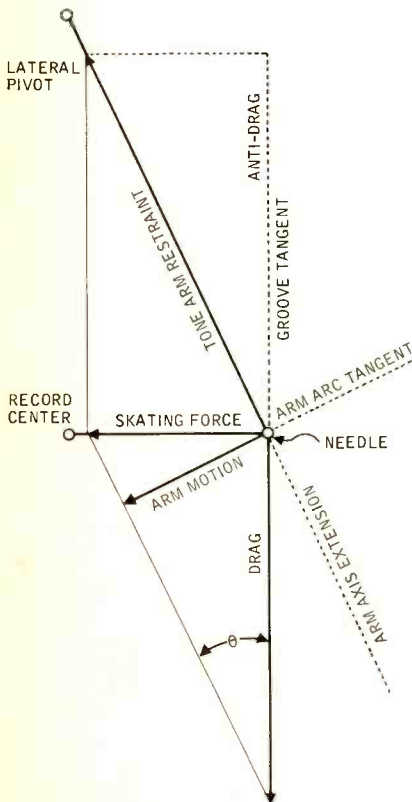 LATERAL
PIVOT
ANTI-DRAG
TONE ARM RESTRAINT
GROOVE TANGENT
ARM ARC TANGENT
RECORD
CENTER
SKATING FORCE
NEEDLE
ARM MOTION
DRAG
ARM AXIS EXTENSION
θ